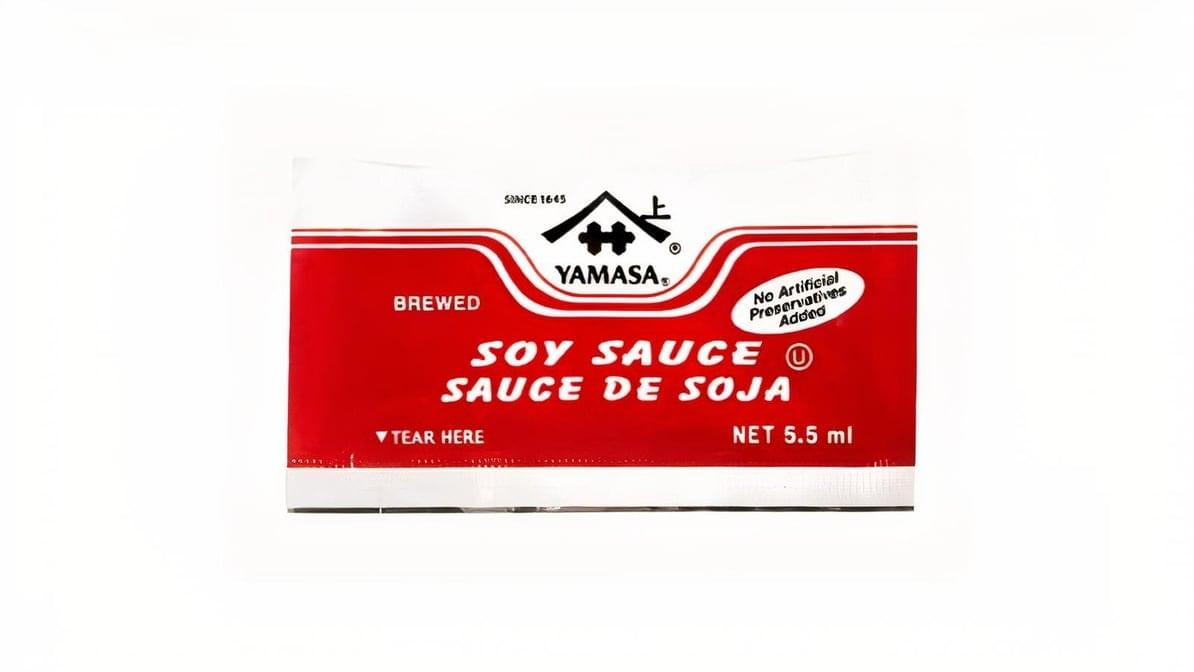 SINCE 1645
上
YAMASA®
BREWED
No Artificial
Preservatives
Added
SOY SAUCE Ⓤ
SAUCE DE SOJA
▼TEAR HERE
NET 5.5 ml